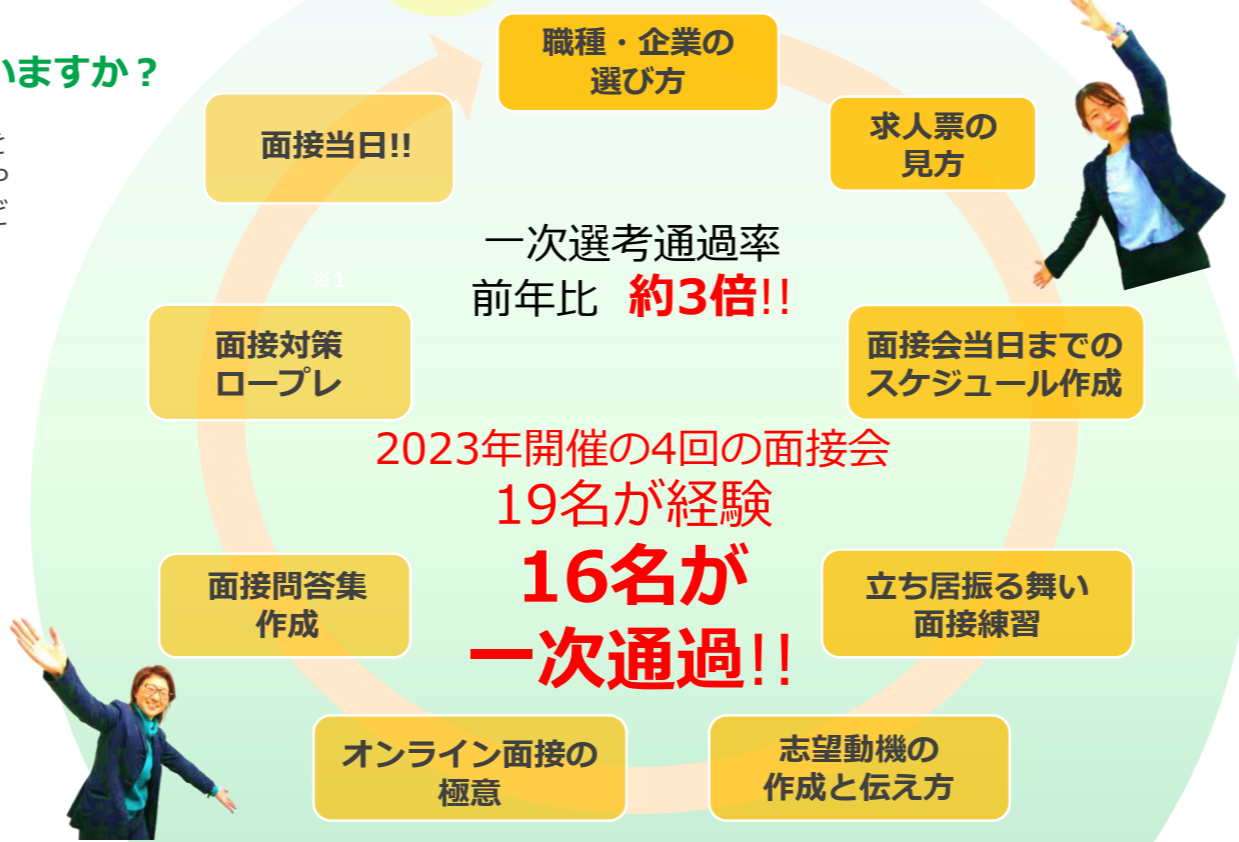 いますか？
職種・企業の
選び方
求人票の
見方
面接会当日までの
スケジュール作成
立ち居振る舞い
面接練習
志望動機の
作成と伝え方
オンライン面接の
極意
面接問答集
作成
面接対策
ロープレ
面接当日!!
※1
一次選考通過率
前年比 約3倍!!
2023年開催の4回の面接会
19名が経験
16名が
一次通過!!